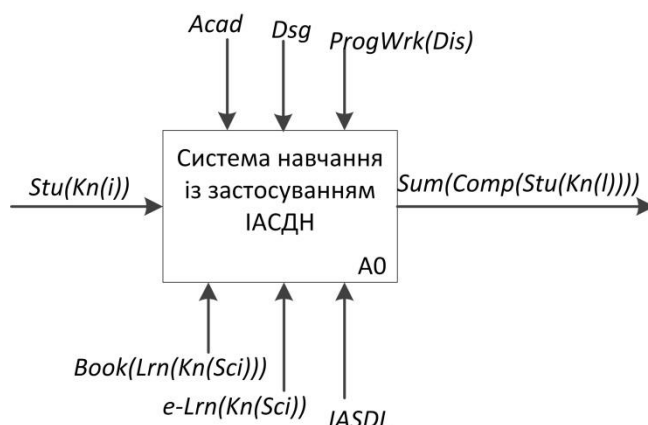 Acad
Dsg
ProgWrk(Dis)
Система навчання
із застосуванням
ІАСДН
А0
Stu(Kn(i))
Sum(Comp(Stu(Kn(I))))
Book(Lrn(Kn(Sci)))
e-Lrn(Kn(Sci))
IASDL